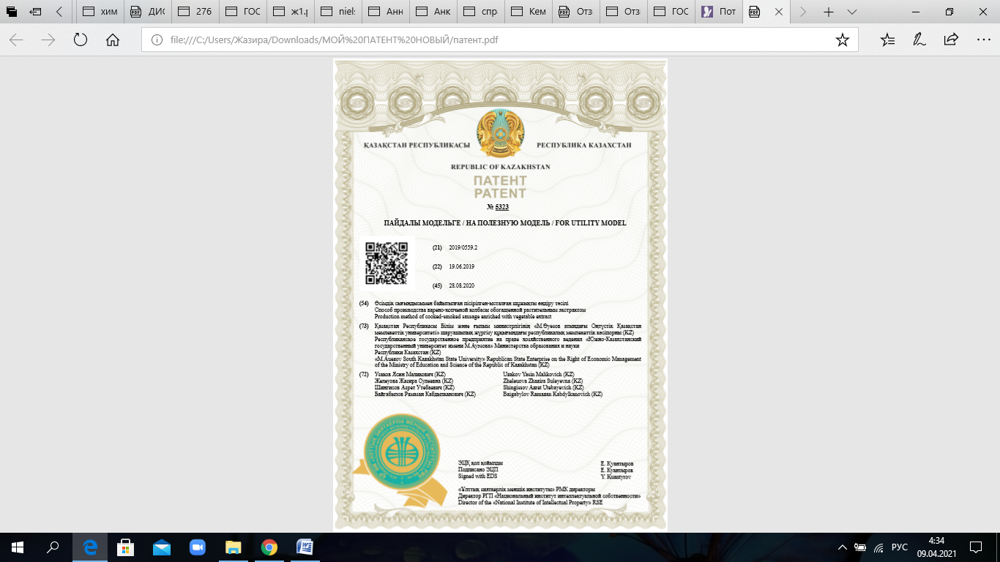 хим
ДИС
276
ГОС
ж1.р
niels
Анн
Анк
спра
Кем
Отз
Отз
ГОС
Пот
file:///C:/Users/Жазира/Downloads/МОЙ%20ПАТЕНТ%20НОВЫЙ/патент.pdf
ҚАЗАҚСТАН РЕСПУБЛИКАСЫ РЕСПУБЛИКА КАЗАХСТАН
REPUBLIC OF KAZAKHSTAN
ПАТЕНТ
PATENT
№ 5323
ПАЙДАЛЫ МОДЕЛЬГЕ / НА ПОЛЕЗНУЮ МОДЕЛЬ / FOR UTILITY MODEL
(21) 2019/0559.2
(22) 19.06.2019
(45) 28.08.2020
(54) Өсімдік сығындысымен байытылған пісірілген-ысталған шұжықты өндіру тәсілі
Способ производства варено-копченой колбасы обогащенной растительным экстрактом
Production method of cooked-smoked sausage enriched with vegetable extract
(73) Қазақстан Республикасы Білім және ғылым министрлігінің «М.Әуезов атындағы Оңтүстік Қазақстан
мемлекеттік университеті» шаруашылық жүргізу құқығындағы республикалық мемлекеттік кәсіпорны (KZ)
Республиканское государственное предприятие на праве хозяйственного ведения «Южно-Казахстанский
государственный университет имени М.Ауэзова» Министерства образования и науки
Республики Казахстан (KZ)
«M.Auezov South Kazakhstan State University» Republican State Enterprise on the Right of Economic Management
of the Ministry of Education and Science of the Republic of Kazakhstan (KZ)
(72) Узаков Ясин Маликович (KZ) Uzakov Yasin Malikovich (KZ)
Желеуова Жазира Сулеевна (KZ) Zheleuova Zhazira Suleyevna (KZ)
Шингисов Азрет Утебаевич (KZ) Shingissov Azret Utebayevich (KZ)
Байгабылов Рамазан Кабдылканович (KZ) Baigabylov Ramazan Kabdylkanovich (KZ)
ЭЦҚ қол қойылды Е. Қуантыров
Подписано ЭЦП Е. Куантыров
Signed with EDS Y. Kuantyrov
«Ұлттық зияткерлік меншік институты» РМК директоры
Директор РГП «Национальный институт интеллектуальной собственности»
Director of the «National Institute of Intellectual Property» RSE
РУС
4:34
09.04.2021